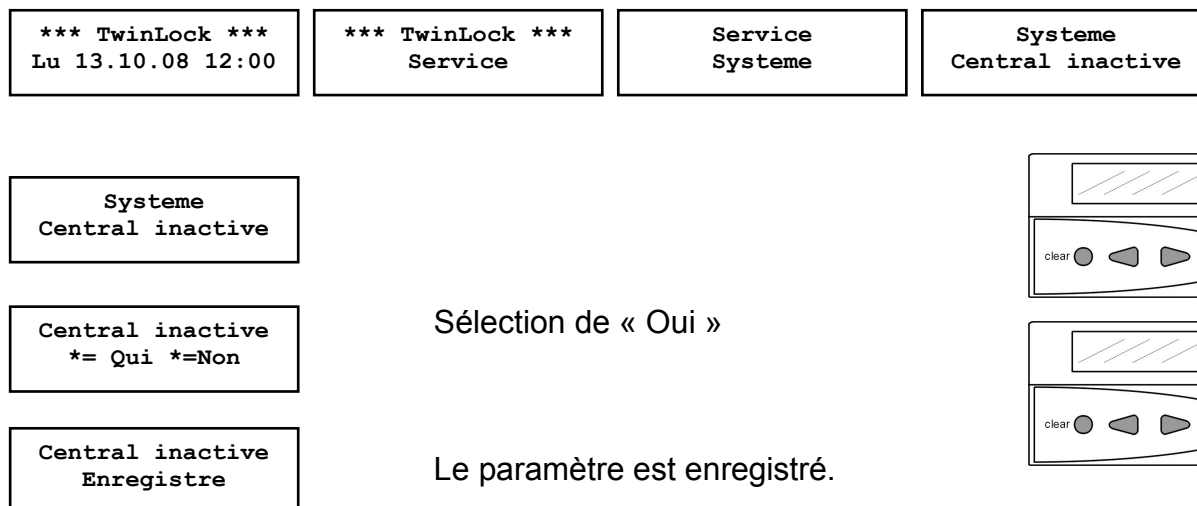 *** TwinLock ***
Lu 13.10.08 12:00
*** TwinLock ***
Service
Service
Systeme
Systeme
Central inactive
Systeme
Central inactive
clear
Central inactive
*= Qui *=Non
Sélection de « Oui »
clear
Central inactive
Enregistre
Le paramètre est enregistré.